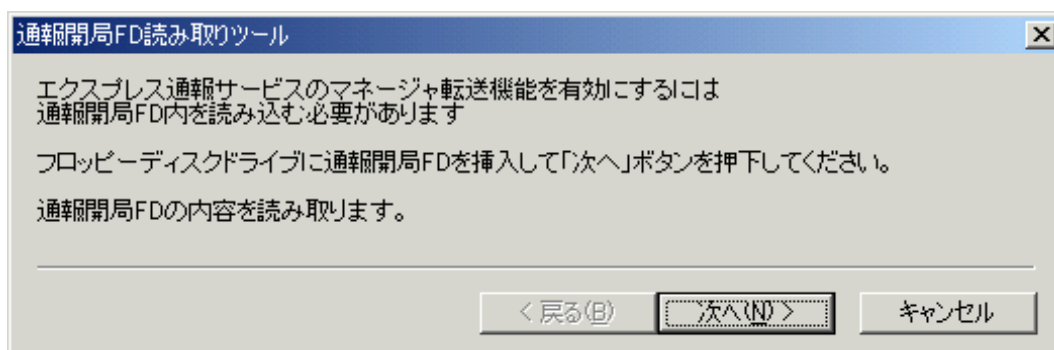 通報開局FD読み取りツール
エクスプレス通報サービスのマネージャ転送機能を有効にするには
通報開局FD内を読み込む必要があります
フロッピーディスクドライブに通報開局FDを挿入して「次へ」ボタンを押下してください。
通報開局FDの内容を読み取ります。
< 戻る(B) 次へ(N) > キャンセル